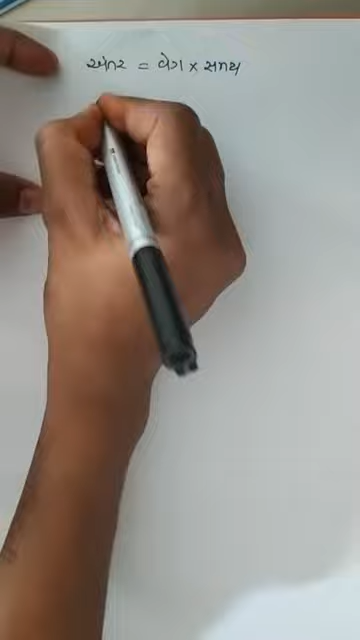 અંતર = વેગ × સમય